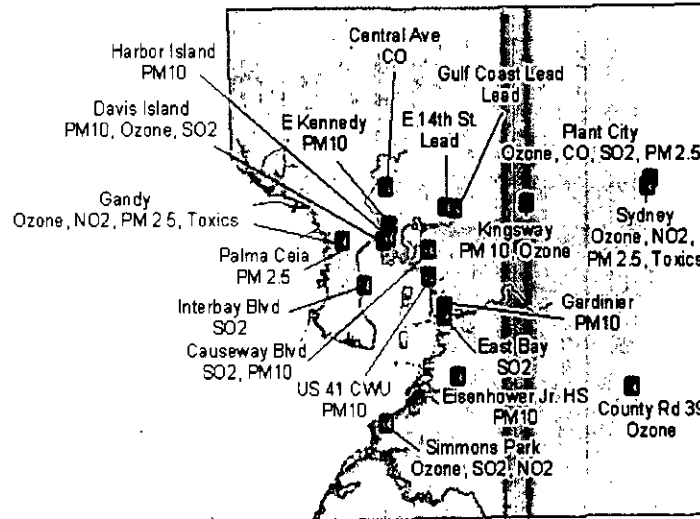 Central Ave
CO
Harbor Island
PM10
Gulf Coast Lead
Lead
Davis Island
PM10, Ozone, SO2
E Kennedy
PM10
E 14th St.
Lead
Plant City
Ozone, CO, SO2, PM 2.5
Gandy
Ozone, NO2, PM 2.5, Toxics
Kingsway
PM 10, Ozone
Sydney
Ozone, NO2,
PM 2.5, Toxics
Palma Ceia
PM 2.5
Interbay Blvd
SO2
Gardinier
PM10
Causeway Blvd
SO2, PM10
East Bay
SO2
US 41 CWU
PM10
Eisenhower Jr. HS
PM10
County Rd 39
Ozone
Simmons Park
Ozone, SO2, NO2